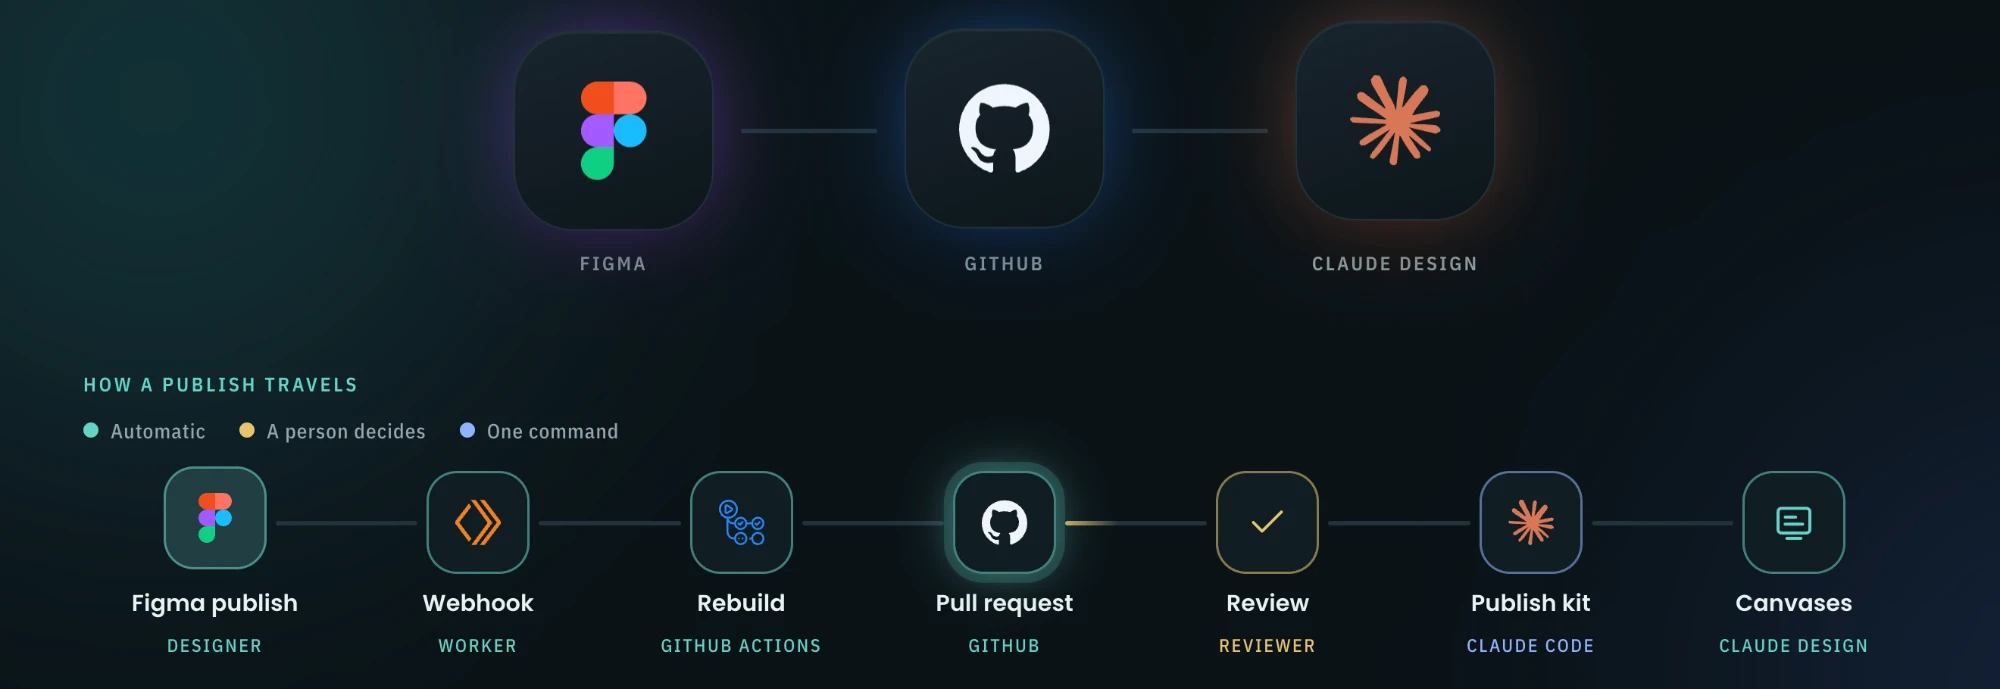 FIGMA
GITHUB
CLAUDE DESIGN
HOW A PUBLISH TRAVELS
Automatic
A person decides
One command
Figma publish
DESIGNER
Webhook
WORKER
Rebuild
GITHUB ACTIONS
Pull request
GITHUB
Review
REVIEWER
Publish kit
CLAUDE CODE
Canvases
CLAUDE DESIGN